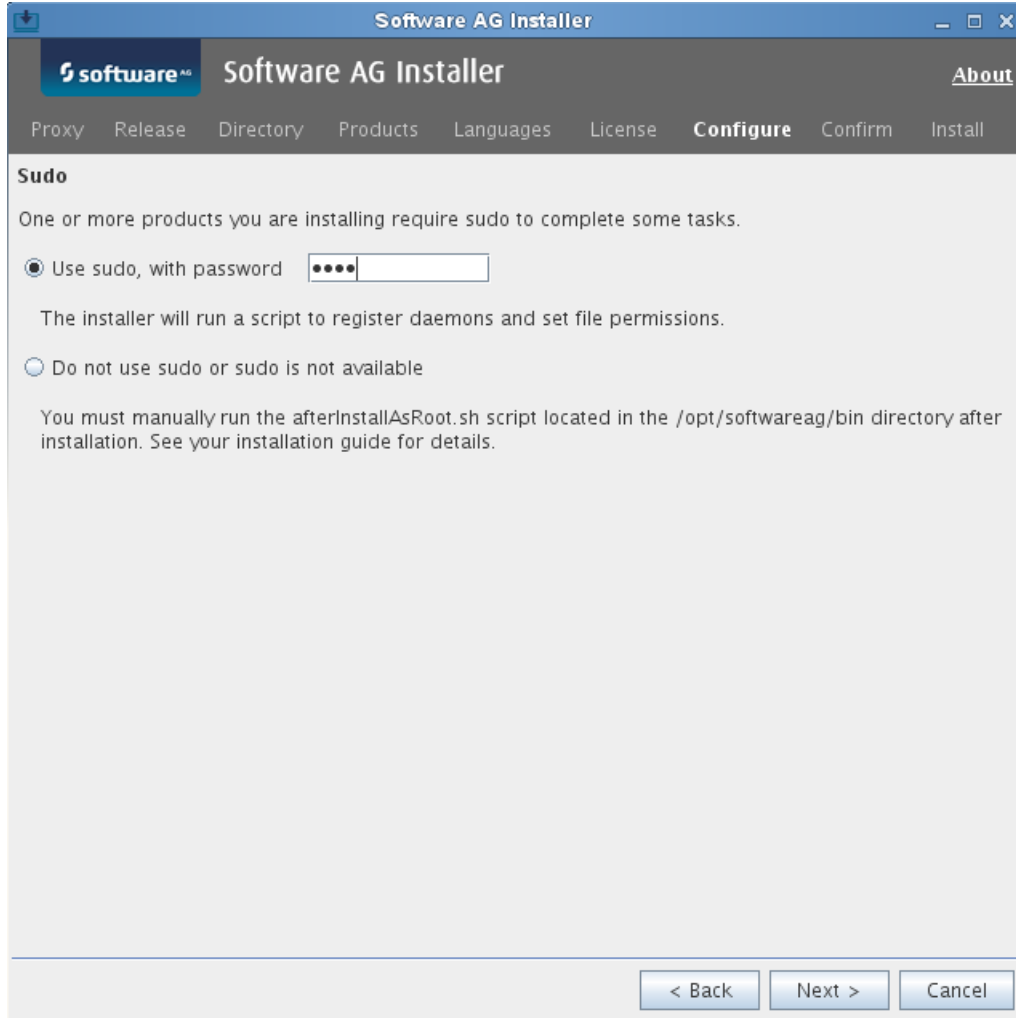 Software AG Installer
software AG Software AG Installer About
Proxy Release Directory Products Languages License Configure Confirm Install
Sudo
One or more products you are installing require sudo to complete some tasks.
Use sudo, with password ••••
The installer will run a script to register daemons and set file permissions.
Do not use sudo or sudo is not available
You must manually run the afterInstallAsRoot.sh script located in the /opt/softwareag/bin directory after
installation. See your installation guide for details.
< Back Next > Cancel